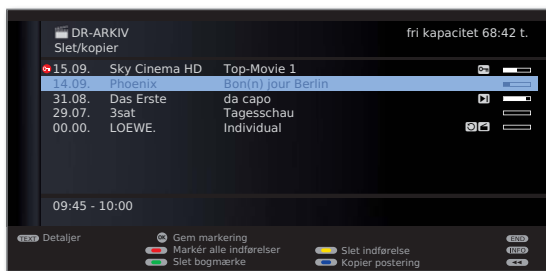 DR-ARKIV fri kapacitet 68:42 t.
Slet/kopier
15.09. Sky Cinema HD Top-Movie 1
14.09. Phoenix Bon(n) jour Berlin
31.08. Das Erste da capo
29.07. 3sat Tagesschau
00.00. LOEWE. Individual
09:45 - 10:00
TEXT Detaljer OK Gem markering END
Markér alle indførelser Slet indførelse INFO
Slet bogmærke Kopier postering